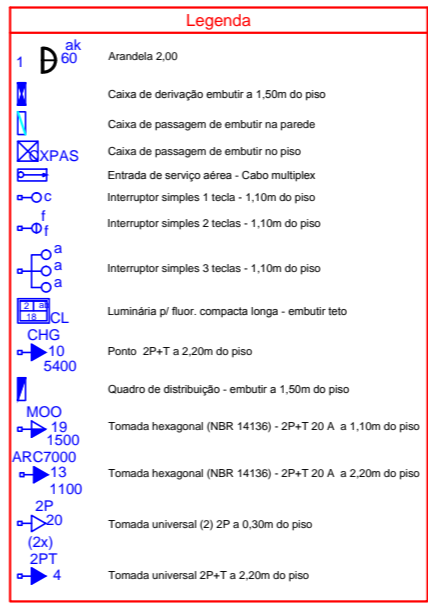 Legenda
ak
1 60 Arandela 2,00
Caixa de derivação embutir a 1,50m do piso
Caixa de passagem de embutir na parede
CXPAS Caixa de passagem de embutir no piso
Entrada de serviço aérea - Cabo multiplex
c Interruptor simples 1 tecla - 1,10m do piso
f
f Interruptor simples 2 teclas - 1,10m do piso
a
a Interruptor simples 3 teclas - 1,10m do piso
a
2 ab
18 CL Luminária p/ fluor. compacta longa - embutir teto
CHG
10 Ponto 2P+T a 2,20m do piso
5400
Quadro de distribuição - embutir a 1,50m do piso
MOO
19 Tomada hexagonal (NBR 14136) - 2P+T 20 A a 1,10m do piso
1500
ARC7000
13 Tomada hexagonal (NBR 14136) - 2P+T 20 A a 2,20m do piso
1100
2P
20 Tomada universal (2) 2P a 0,30m do piso
(2x)
2PT
4 Tomada universal 2P+T a 2,20m do piso